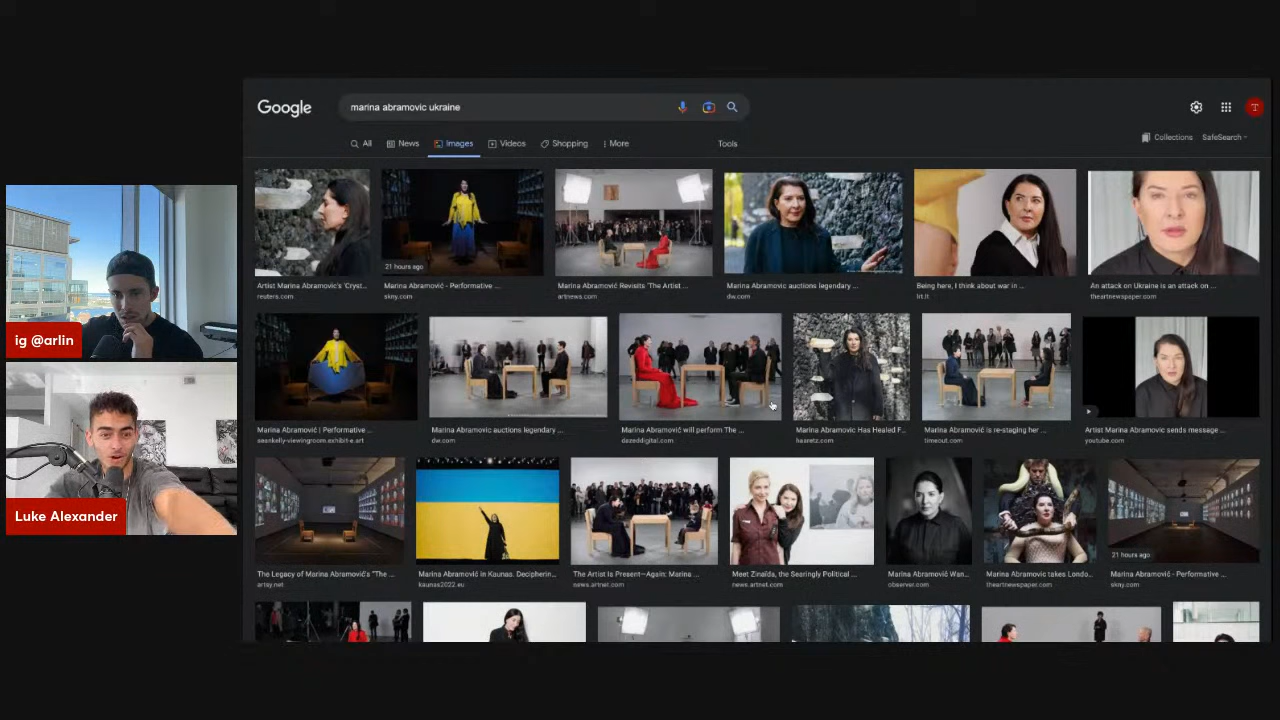 Google
marina abramovic ukraine
T
All
News
Images
Videos
Shopping
More
Tools
Collections
SafeSearch
21 hours ago
Artist Marina Abramovic's 'Cryst...
reuters.com
Marina Abramović - Performative ...
skny.com
Marina Abramovic Revisits 'The Artist ...
artnews.com
Marina Abramovic auctions legendary ...
dw.com
Being here, I think about war in ...
lrt.lt
An attack on Ukraine is an attack on ...
theartnewspaper.com
ig @arlin
Marina Abramović | Performative ...
seankelly-viewingroom.exhibit-e.art
Marina Abramovic auctions legendary ...
dw.com
Marina Abramović will perform The ...
dazeddigital.com
Marina Abramovic Has Healed F...
haaretz.com
Marina Abramovic is re-staging her ...
timeout.com
Artist Marina Abramovic sends message ...
youtube.com
Luke Alexander
21 hours ago
The Legacy of Marina Abramović's "The ...
artsy.net
Marina Abramović in Kaunas. Decipherin...
kaunas2022.eu
The Artist Is Present—Again: Marina ...
news.artnet.com
Meet Zinaida, the Searingly Political ...
news.artnet.com
Marina Abramović Wan...
observer.com
Marina Abramović takes Londo...
theartnewspaper.com
Marina Abramović - Performative ...
skny.com